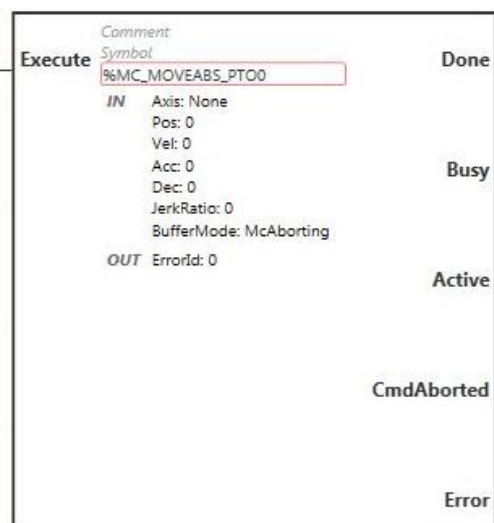 Comment
Execute Symbol Done
%MC_MOVEABS_PTO0
IN Axis: None
Pos: 0
Vel: 0
Acc: 0
Busy
Dec: 0
JerkRatio: 0
BufferMode: McAborting
OUT ErrorId: 0
Active
CmdAborted
Error